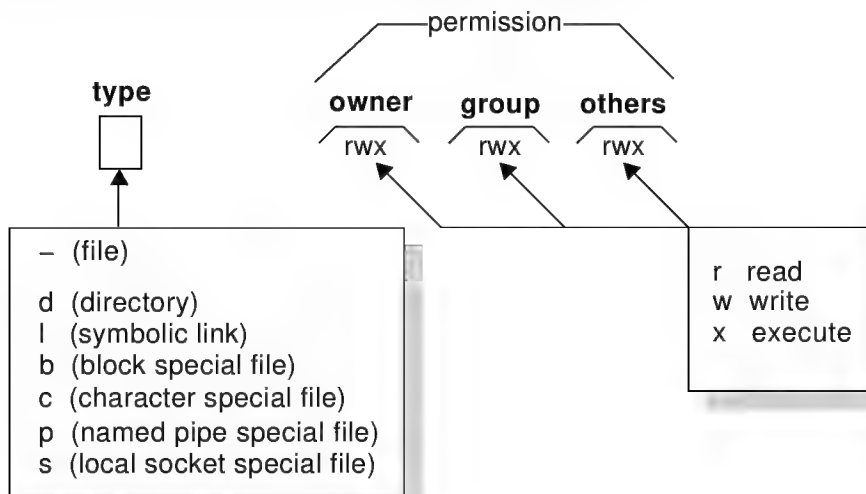 permission
type
owner group others
rwx rwx rwx
– (file)
d (directory)
l (symbolic link)
b (block special file)
c (character special file)
p (named pipe special file)
s (local socket special file)
r read
w write
x execute